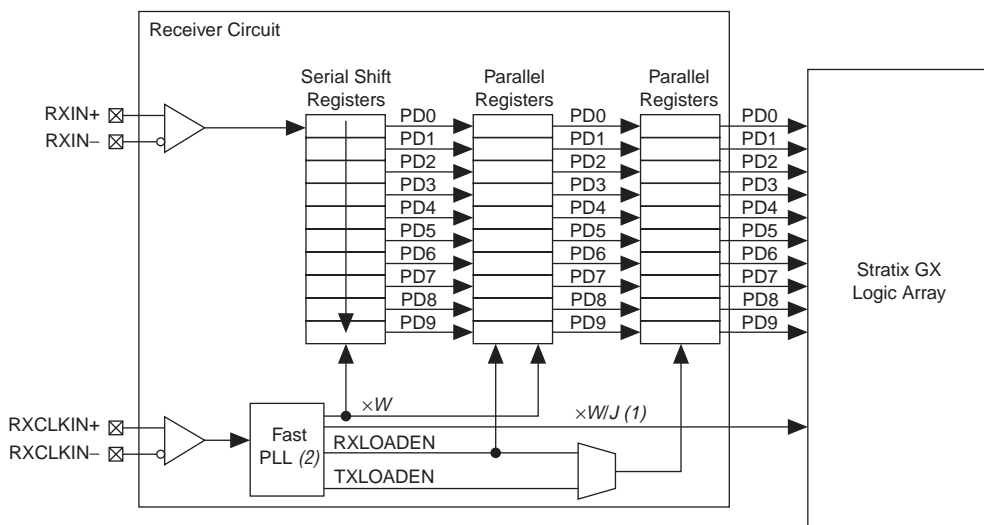 Receiver Circuit
Serial Shift
Registers
Parallel
Registers
Parallel
Registers
RXIN+
RXIN–
PD0 PD0 PD0
PD1 PD1 PD1
PD2 PD2 PD2
PD3 PD3 PD3
PD4 PD4 PD4
PD5 PD5 PD5
PD6 PD6 PD6
PD7 PD7 PD7
PD8 PD8 PD8
PD9 PD9 PD9
Stratix GX
Logic Array
×W
×W/J (1)
RXCLKIN+
RXCLKIN–
Fast
PLL (2)
RXLOADEN
TXLOADEN